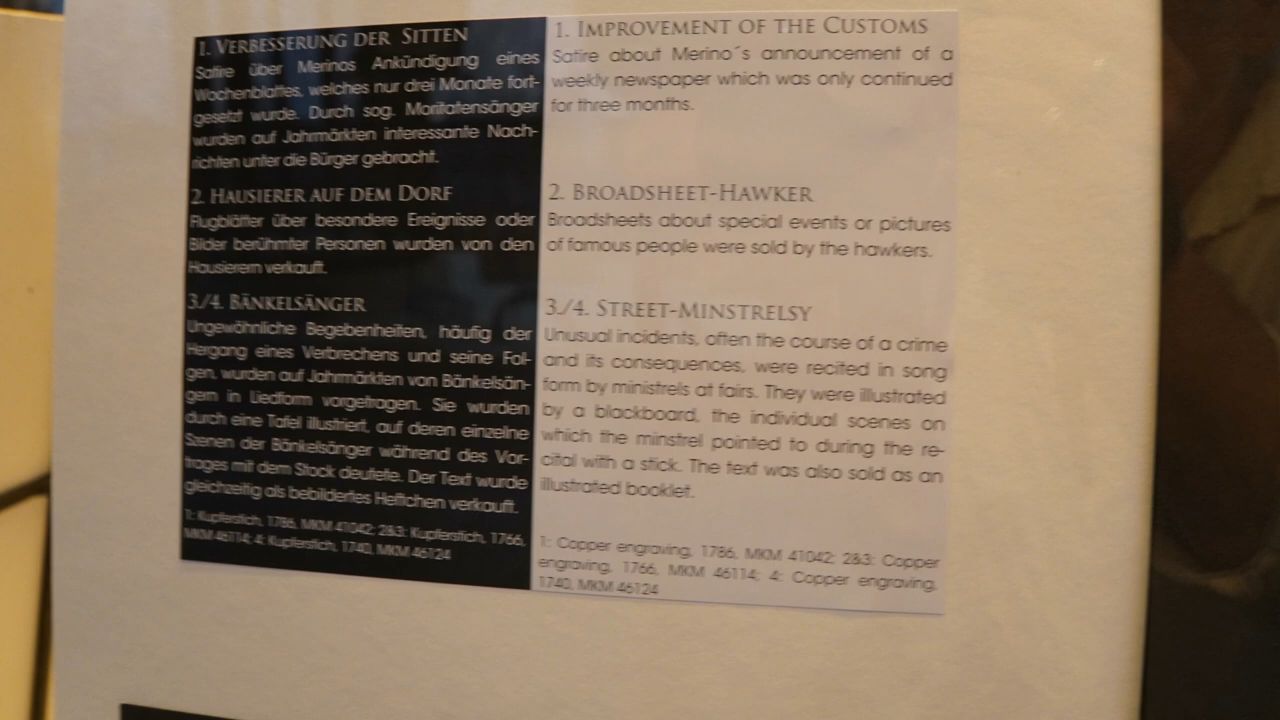 1. VERBESSERUNG DER SITTEN
Satire über Merinos Ankündigung eines
Wochenblattes, welches nur drei Monate fort-
gesetzt wurde. Durch sog. Moritatensänger
wurden auf Jahrmärkten interessante Nach-
richten unter die Bürger gebracht.
2. HAUSIERER AUF DEM DORF
Flugblätter über besondere Ereignisse oder
Bilder berühmter Personen wurden von den
Hausierern verkauft.
3./4. BÄNKELSÄNGER
Ungewöhnliche Begebenheiten, häufig der
Hergang eines Verbrechens und seine Fol-
gen, wurden auf Jahrmärkten von Bänkelsän-
gern in Liedform vorgetragen. Sie wurden
durch eine Tafel illustriert, auf deren einzelne
Szenen der Bänkelsänger während des Vor-
trages mit dem Stock deutete. Der Text wurde
gleichzeitig als bebildertes Heftchen verkauft.
1: Kupferstich, 1786, MKM 41042; 2&3: Kupferstich, 1766,
MKM 46114; 4: Kupferstich, 1740, MKM 46124
1. IMPROVEMENT OF THE CUSTOMS
Satire about Merino´s announcement of a
weekly newspaper which was only continued
for three months.
2. BROADSHEET-HAWKER
Broadsheets about special events or pictures
of famous people were sold by the hawkers.
3./4. STREET-MINSTRELSY
Unusual incidents, often the course of a crime
and its consequences, were recited in song
form by ministrels at fairs. They were illustrated
by a blackboard, the individual scenes on
which the minstrel pointed to during the re-
cital with a stick. The text was also sold as an
illustrated booklet.
1: Copper engraving, 1786, MKM 41042; 2&3: Copper
engraving, 1766, MKM 46114; 4: Copper engraving,
1740, MKM 46124